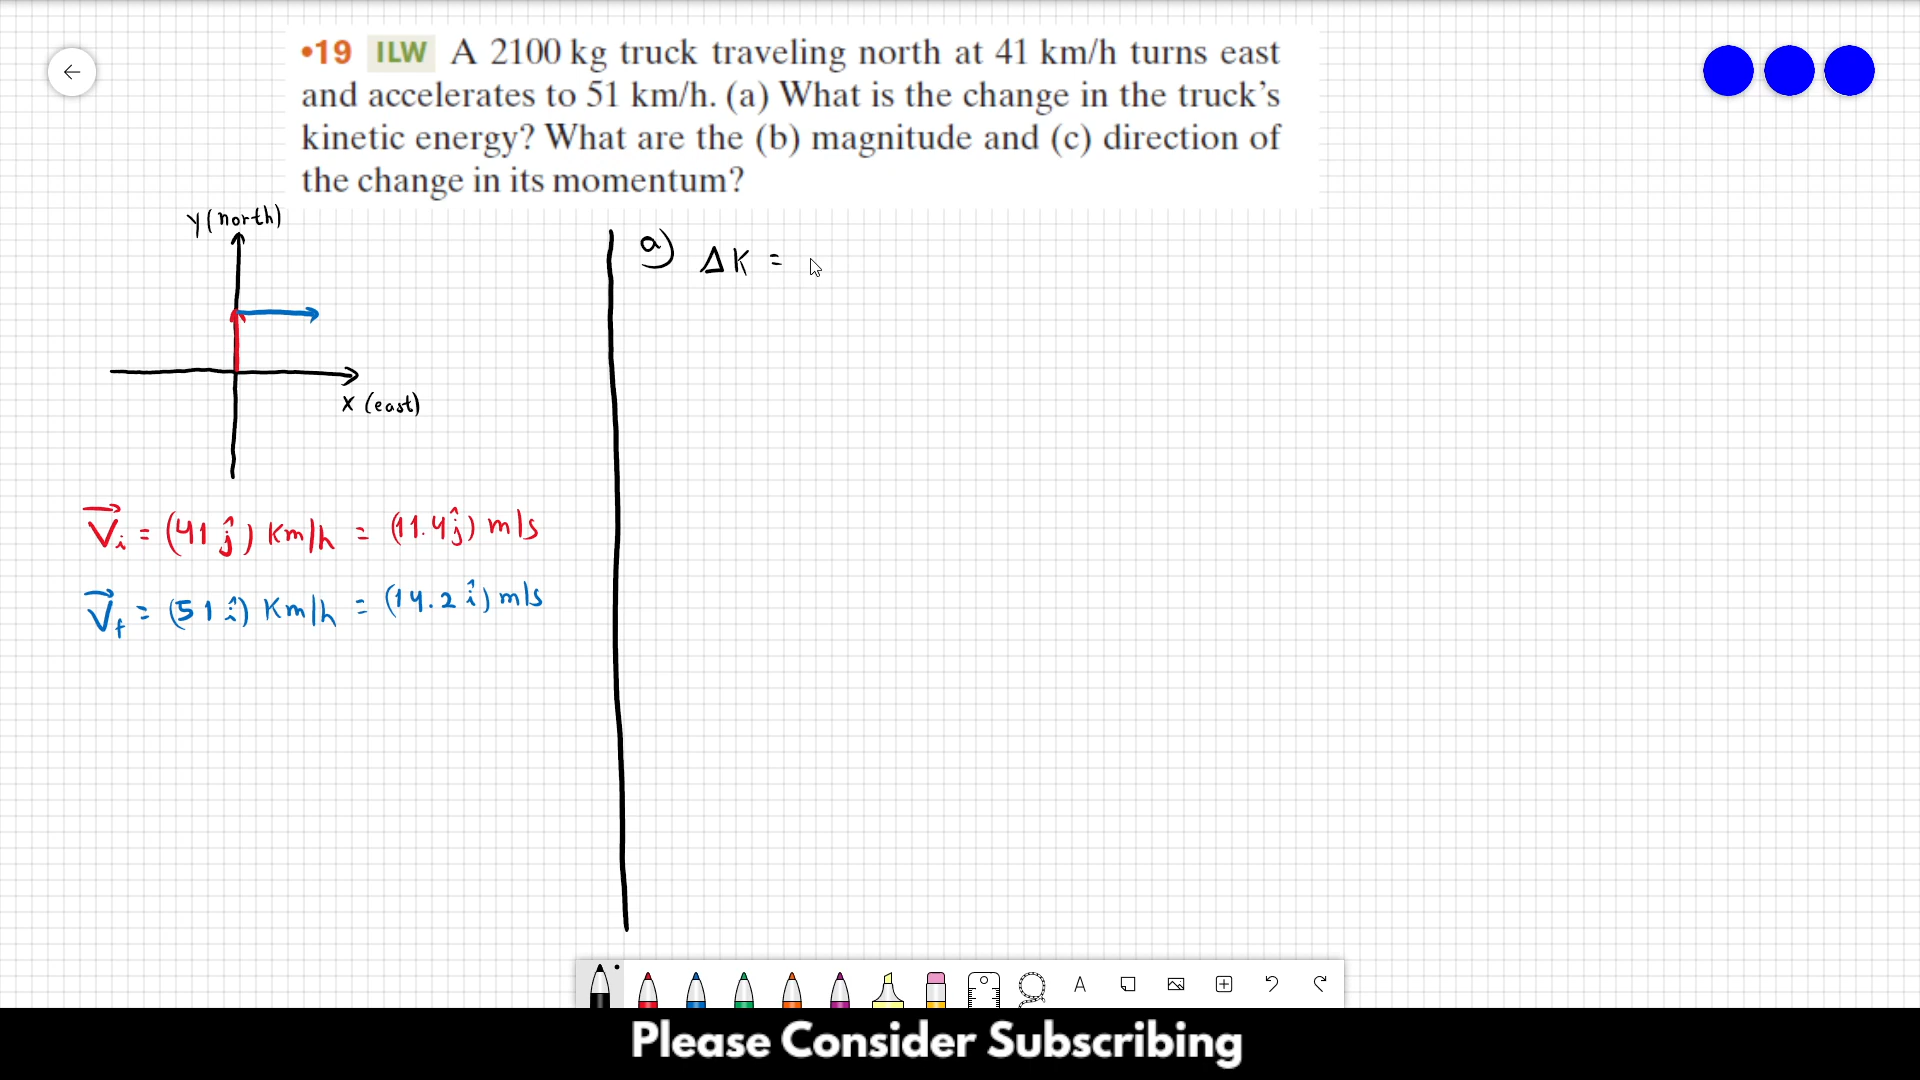 •19 ILW A 2100 kg truck traveling north at 41 km/h turns east
and accelerates to 51 km/h. (a) What is the change in the truck's
kinetic energy? What are the (b) magnitude and (c) direction of
the change in its momentum?
y (north)
x (east)
V⃗i = (41 ĵ) Km/h = (11.4 ĵ) m/s
V⃗f = (51 î) Km/h = (14.2 î) m/s
a) ΔK =
A
Please Consider Subscribing